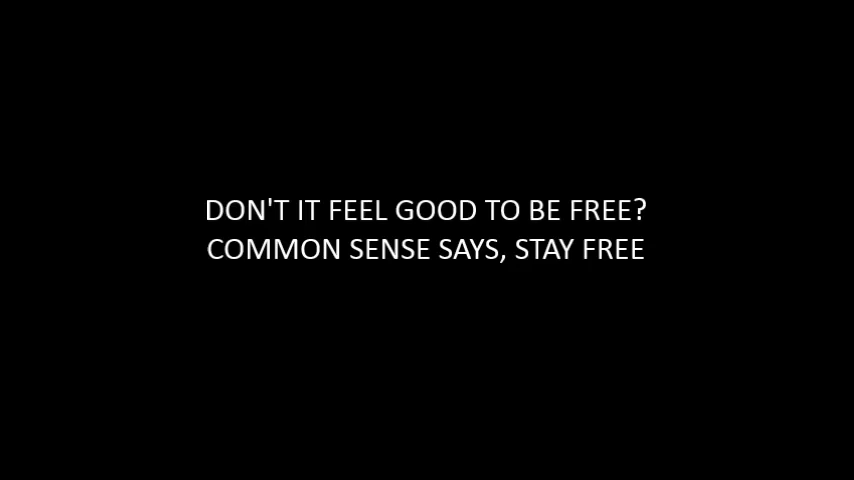 DON'T IT FEEL GOOD TO BE FREE?
COMMON SENSE SAYS, STAY FREE